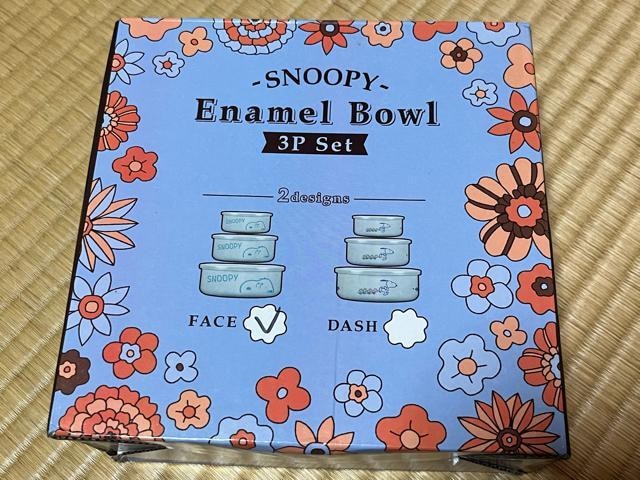 -SNOOPY-
Enamel Bowl
3P Set
2designs
SNOOPY
SNOOPY
SNOOPY
FACE
DASH